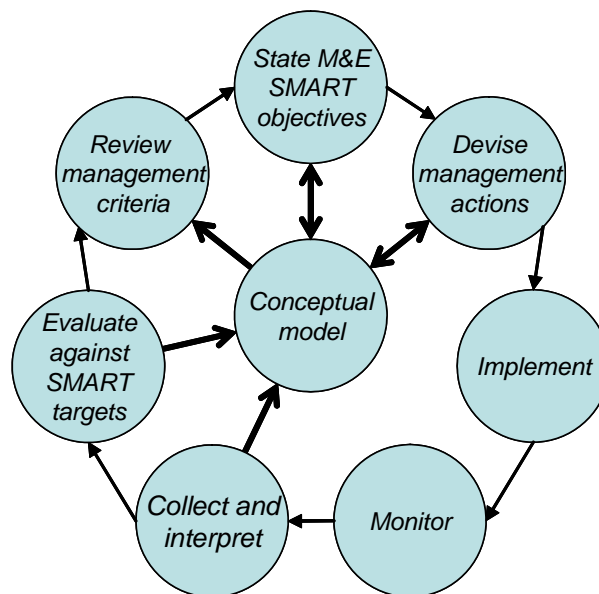 State M&E
SMART
objectives
Review
management
criteria
Devise
management
actions
Conceptual
model
Evaluate
against
SMART
targets
Implement
Collect and
interpret
Monitor